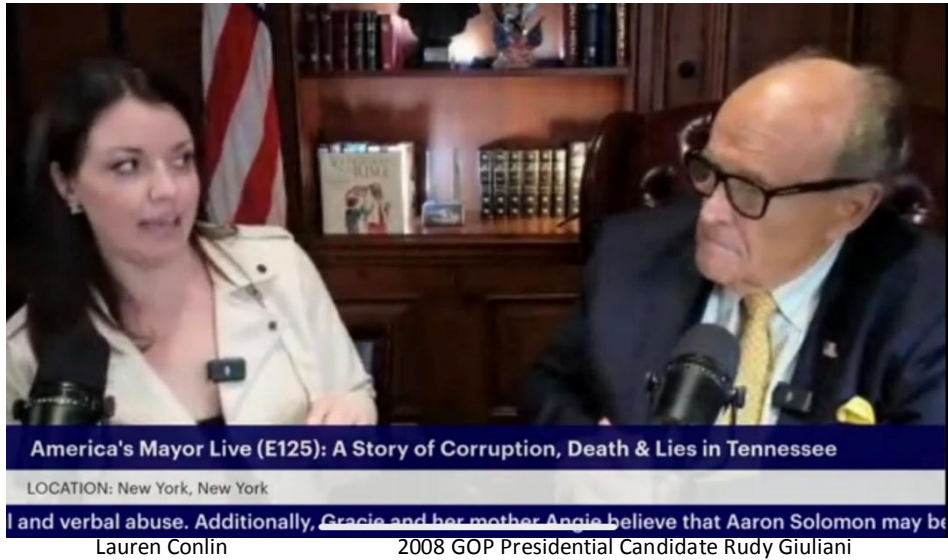 America's Mayor Live (E125): A Story of Corruption, Death & Lies in Tennessee
LOCATION: New York, New York
l and verbal abuse. Additionally, Gracie and her mother Angie believe that Aaron Solomon may be
Lauren Conlin
2008 GOP Presidential Candidate Rudy Giuliani